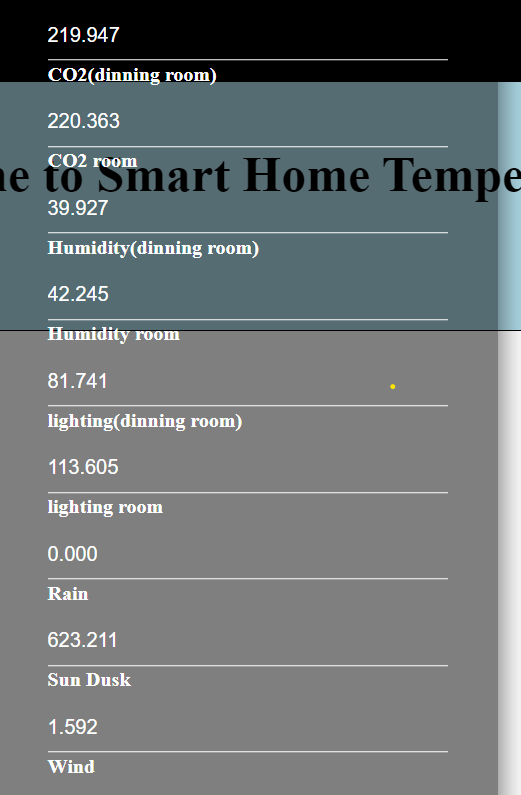 219.947
CO2(dinning room)
220.363
CO2 room
e to Smart Home Tempe
39.927
Humidity(dinning room)
42.245
Humidity room
81.741
lighting(dinning room)
113.605
lighting room
0.000
Rain
623.211
Sun Dusk
1.592
Wind